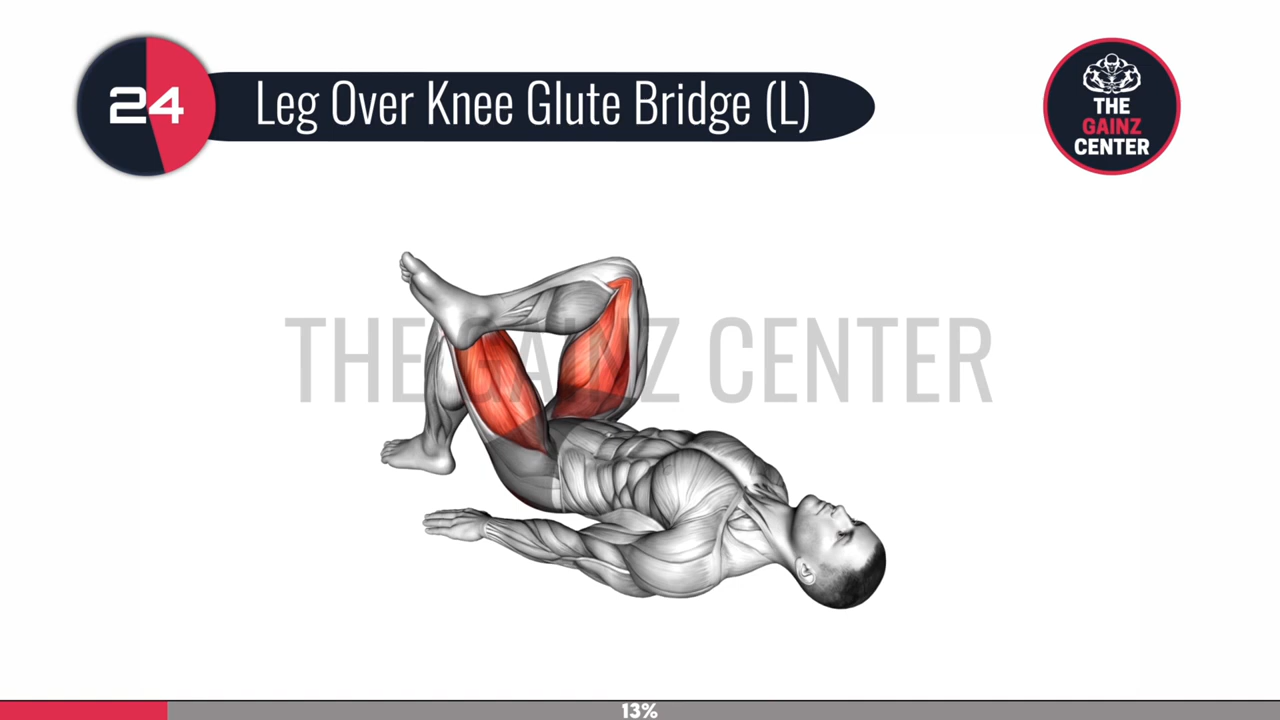 24
Leg Over Knee Glute Bridge (L)
THE
GAINZ
CENTER
THE GAINZ CENTER
13%